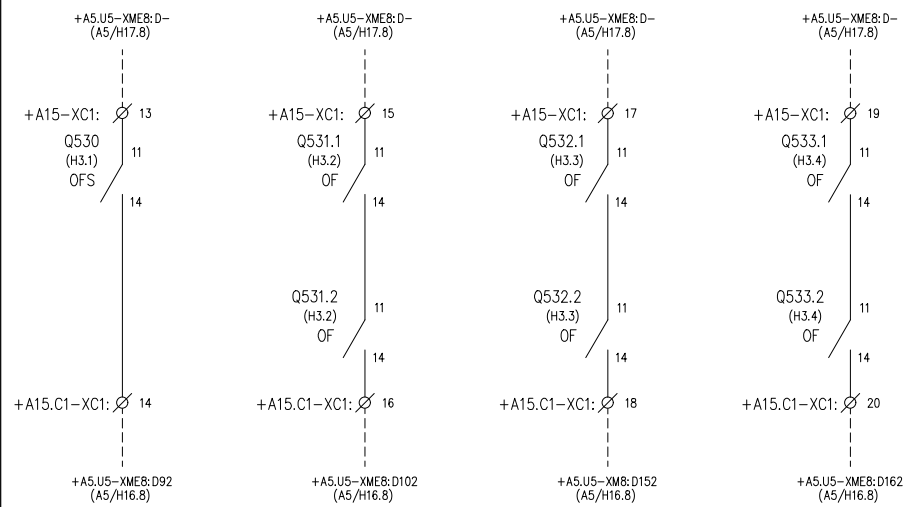 +A5.U5-XME8:D-
(A5/H17.8)
+A15-XC1: 13
Q530
(H3.1)
OFS
11
14
+A15.C1-XC1: 14
+A5.U5-XME8:D92
(A5/H16.8)
+A5.U5-XME8:D-
(A5/H17.8)
+A15-XC1: 15
Q531.1
(H3.2)
OF
11
14
Q531.2
(H3.2)
OF
11
14
+A15.C1-XC1: 16
+A5.U5-XME8:D102
(A5/H16.8)
+A5.U5-XME8:D-
(A5/H17.8)
+A15-XC1: 17
Q532.1
(H3.3)
OF
11
14
Q532.2
(H3.3)
OF
11
14
+A15.C1-XC1: 18
+A5.U5-XM8:D152
(A5/H16.8)
+A5.U5-XME8:D-
(A5/H17.8)
+A15-XC1: 19
Q533.1
(H3.4)
OF
11
14
Q533.2
(H3.4)
OF
11
14
+A15.C1-XC1: 20
+A5.U5-XME8:D162
(A5/H16.8)